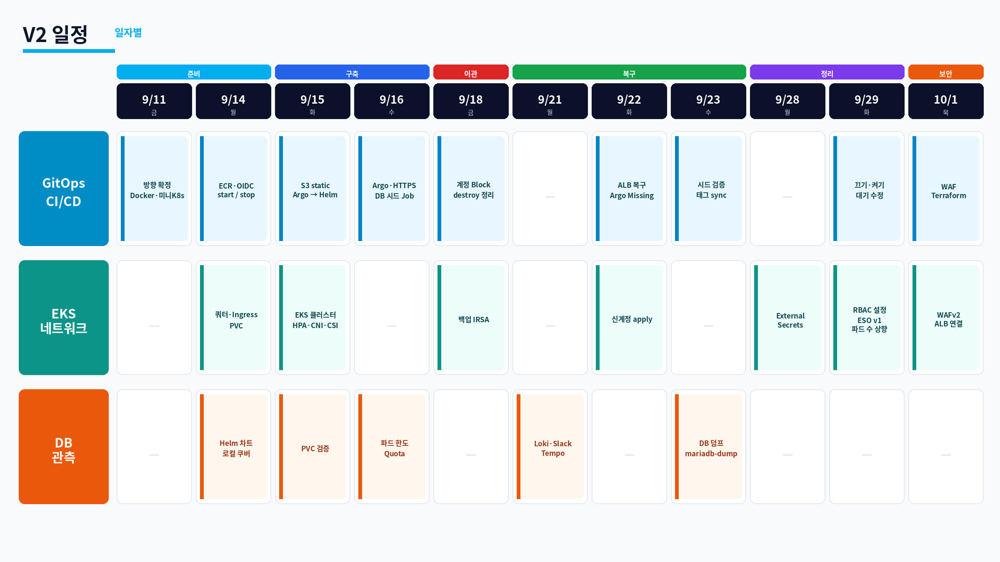 V2 일정
일자별
준비
구축
이관
복구
정리
보안
9/11
금
9/14
월
9/15
화
9/16
수
9/18
금
9/21
월
9/22
화
9/23
수
9/28
월
9/29
화
10/1
목
GitOps
CI/CD
방향 확정
Docker·미니K8s
ECR·OIDC
start / stop
S3 static
Argo → Helm
Argo·HTTPS
DB 시드 Job
계정 Block
destroy 정리
—
ALB 복구
Argo Missing
시드 검증
태그 sync
—
끄기·켜기
대기 수정
WAF
Terraform
EKS
네트워크
—
쿼터·Ingress
PVC
EKS 클러스터
HPA·CNI·CSI
—
백업 IRSA
—
신계정 apply
—
External
Secrets
RBAC 설정
ESO v1
파드 수 상향
WAFv2
ALB 연결
DB
관측
—
Helm 차트
로컬 쿠버
PVC 검증
파드 한도
Quota
—
Loki·Slack
Tempo
—
DB 덤프
mariadb-dump
—
—
—